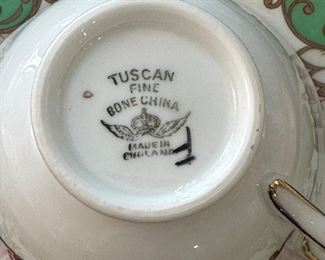 TUSCAN
FINE
BONE CHINA
MADE IN
ENGLAND